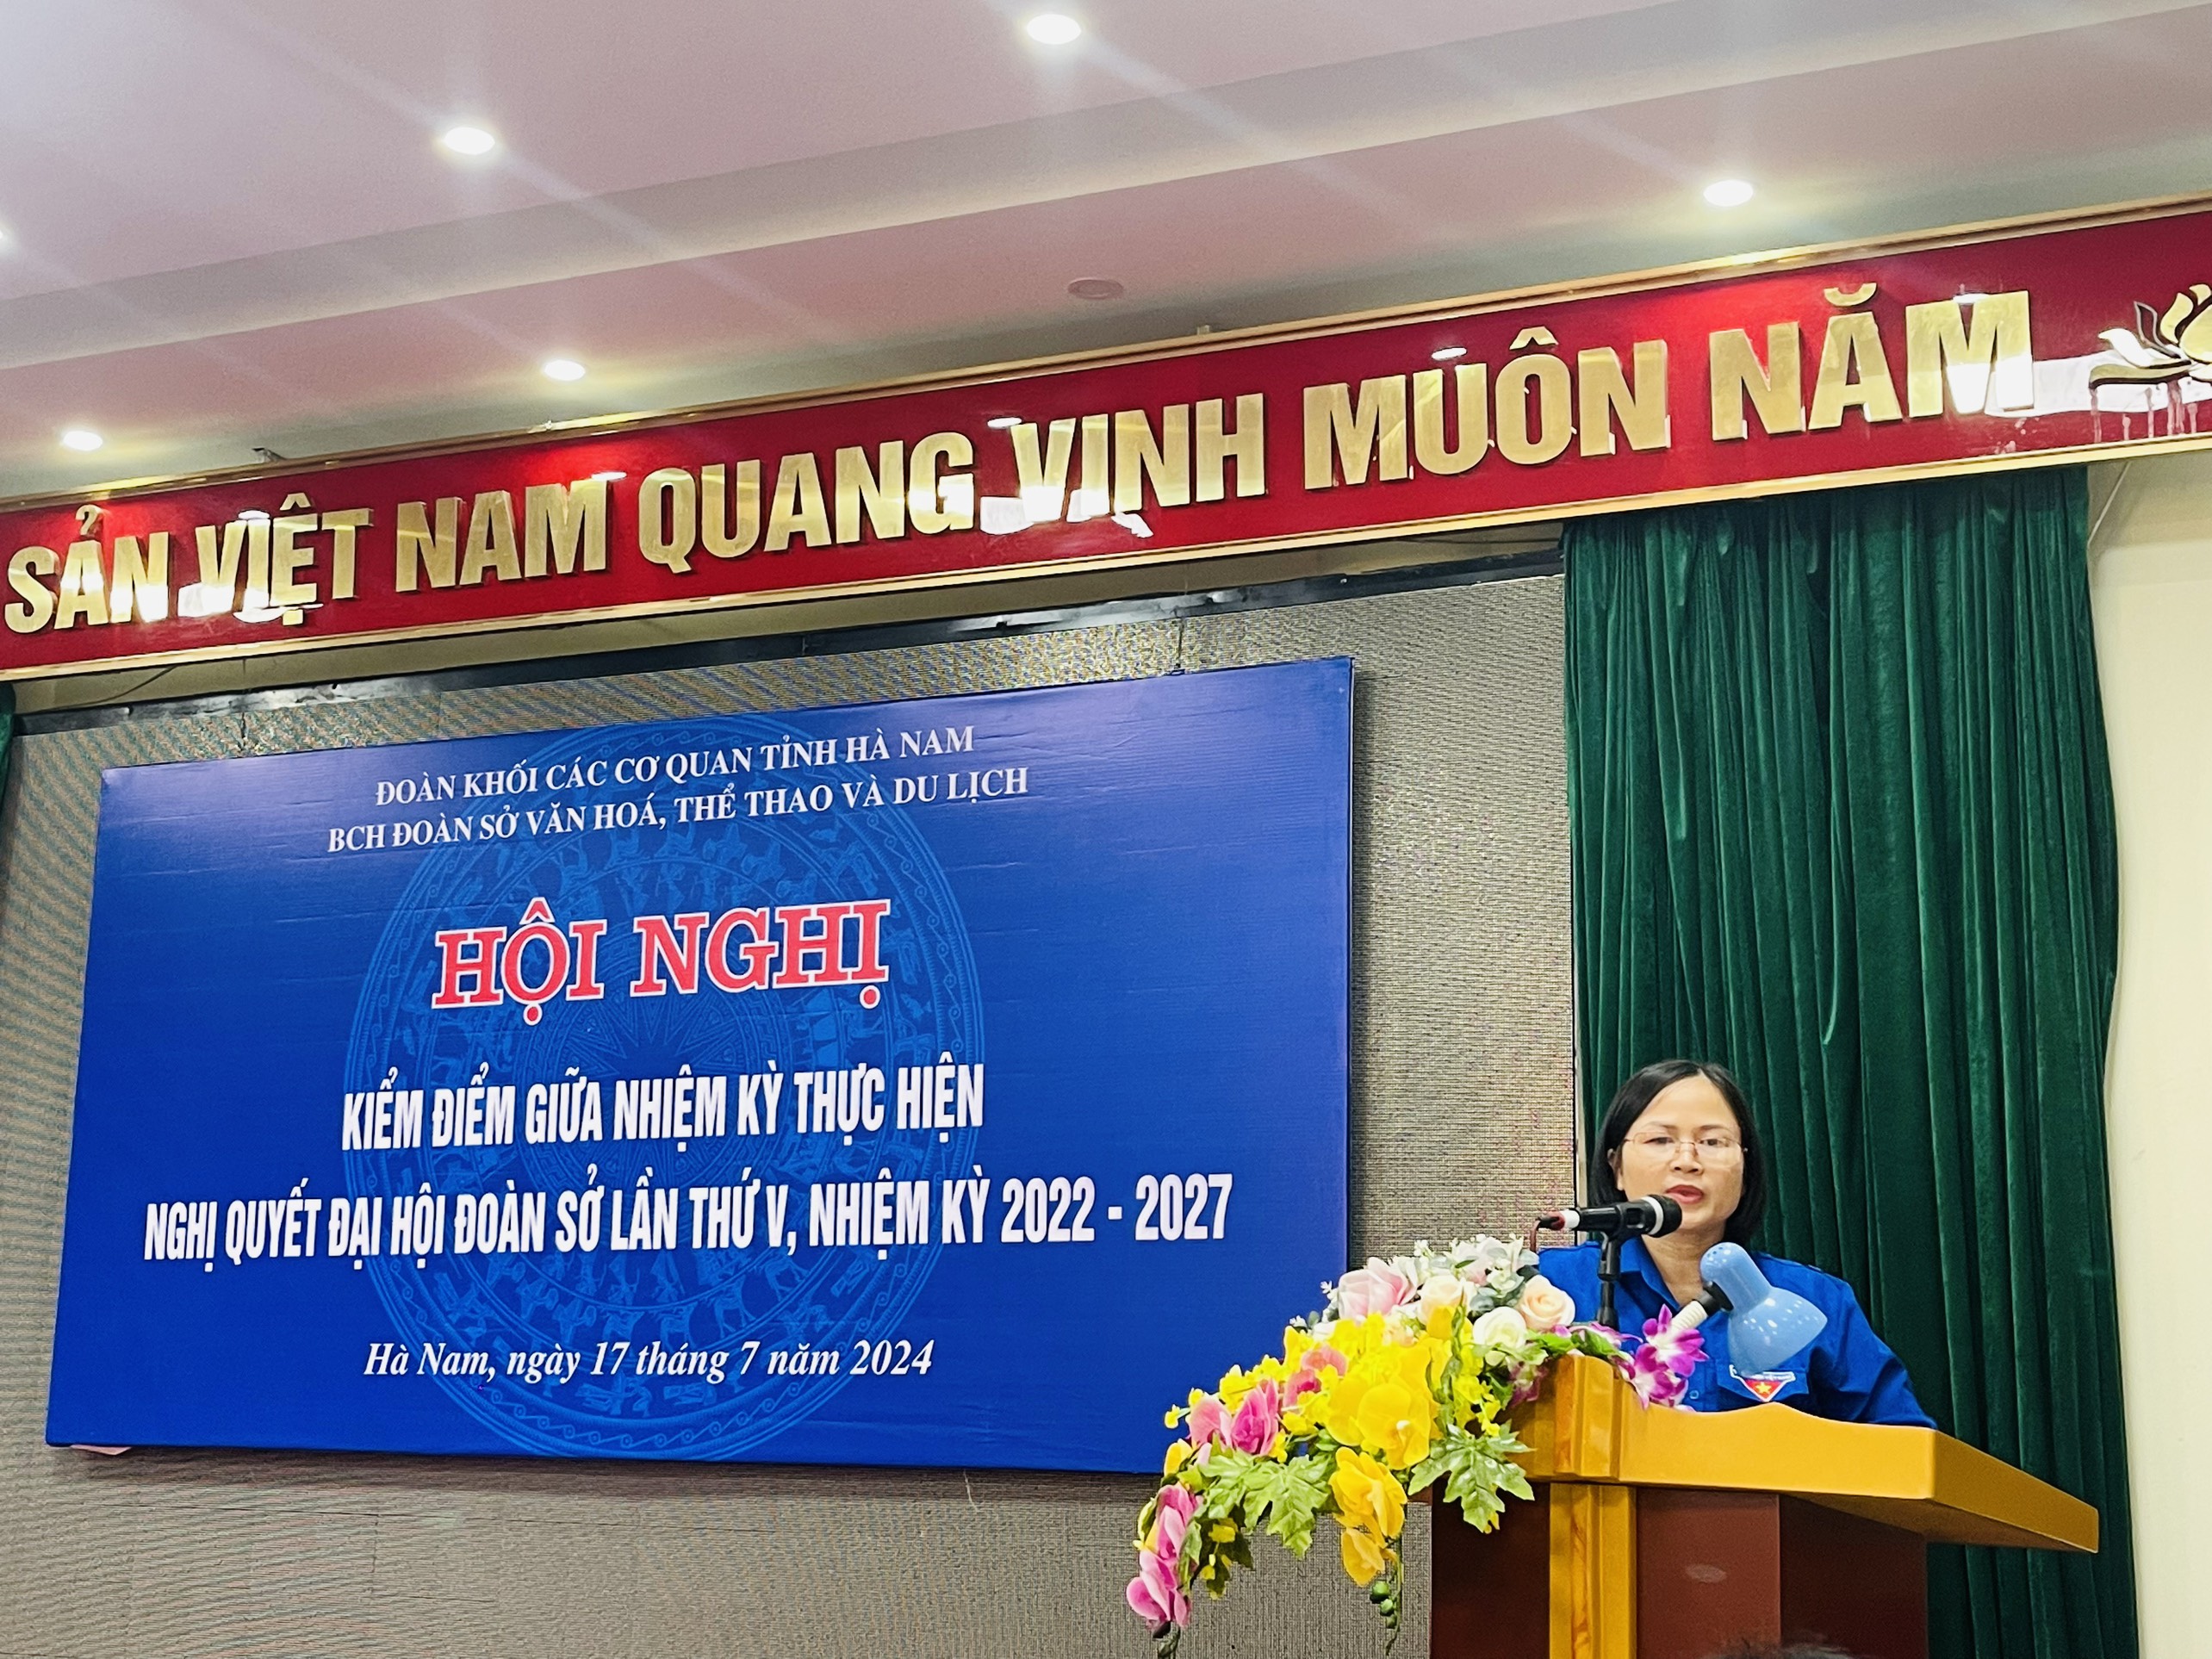 SẢN VIỆT NAM QUANG VINH MUÔN NĂM
ĐOÀN KHỐI CÁC CƠ QUAN TỈNH HÀ NAM
BCH ĐOÀN SỞ VĂN HOÁ, THỂ THAO VÀ DU LỊCH
HỘI NGHỊ
KIỂM ĐIỂM GIỮA NHIỆM KỲ THỰC HIỆN
NGHỊ QUYẾT ĐẠI HỘI ĐOÀN SỞ LẦN THỨ V, NHIỆM KỲ 2022 - 2027
Hà Nam, ngày 17 tháng 7 năm 2024